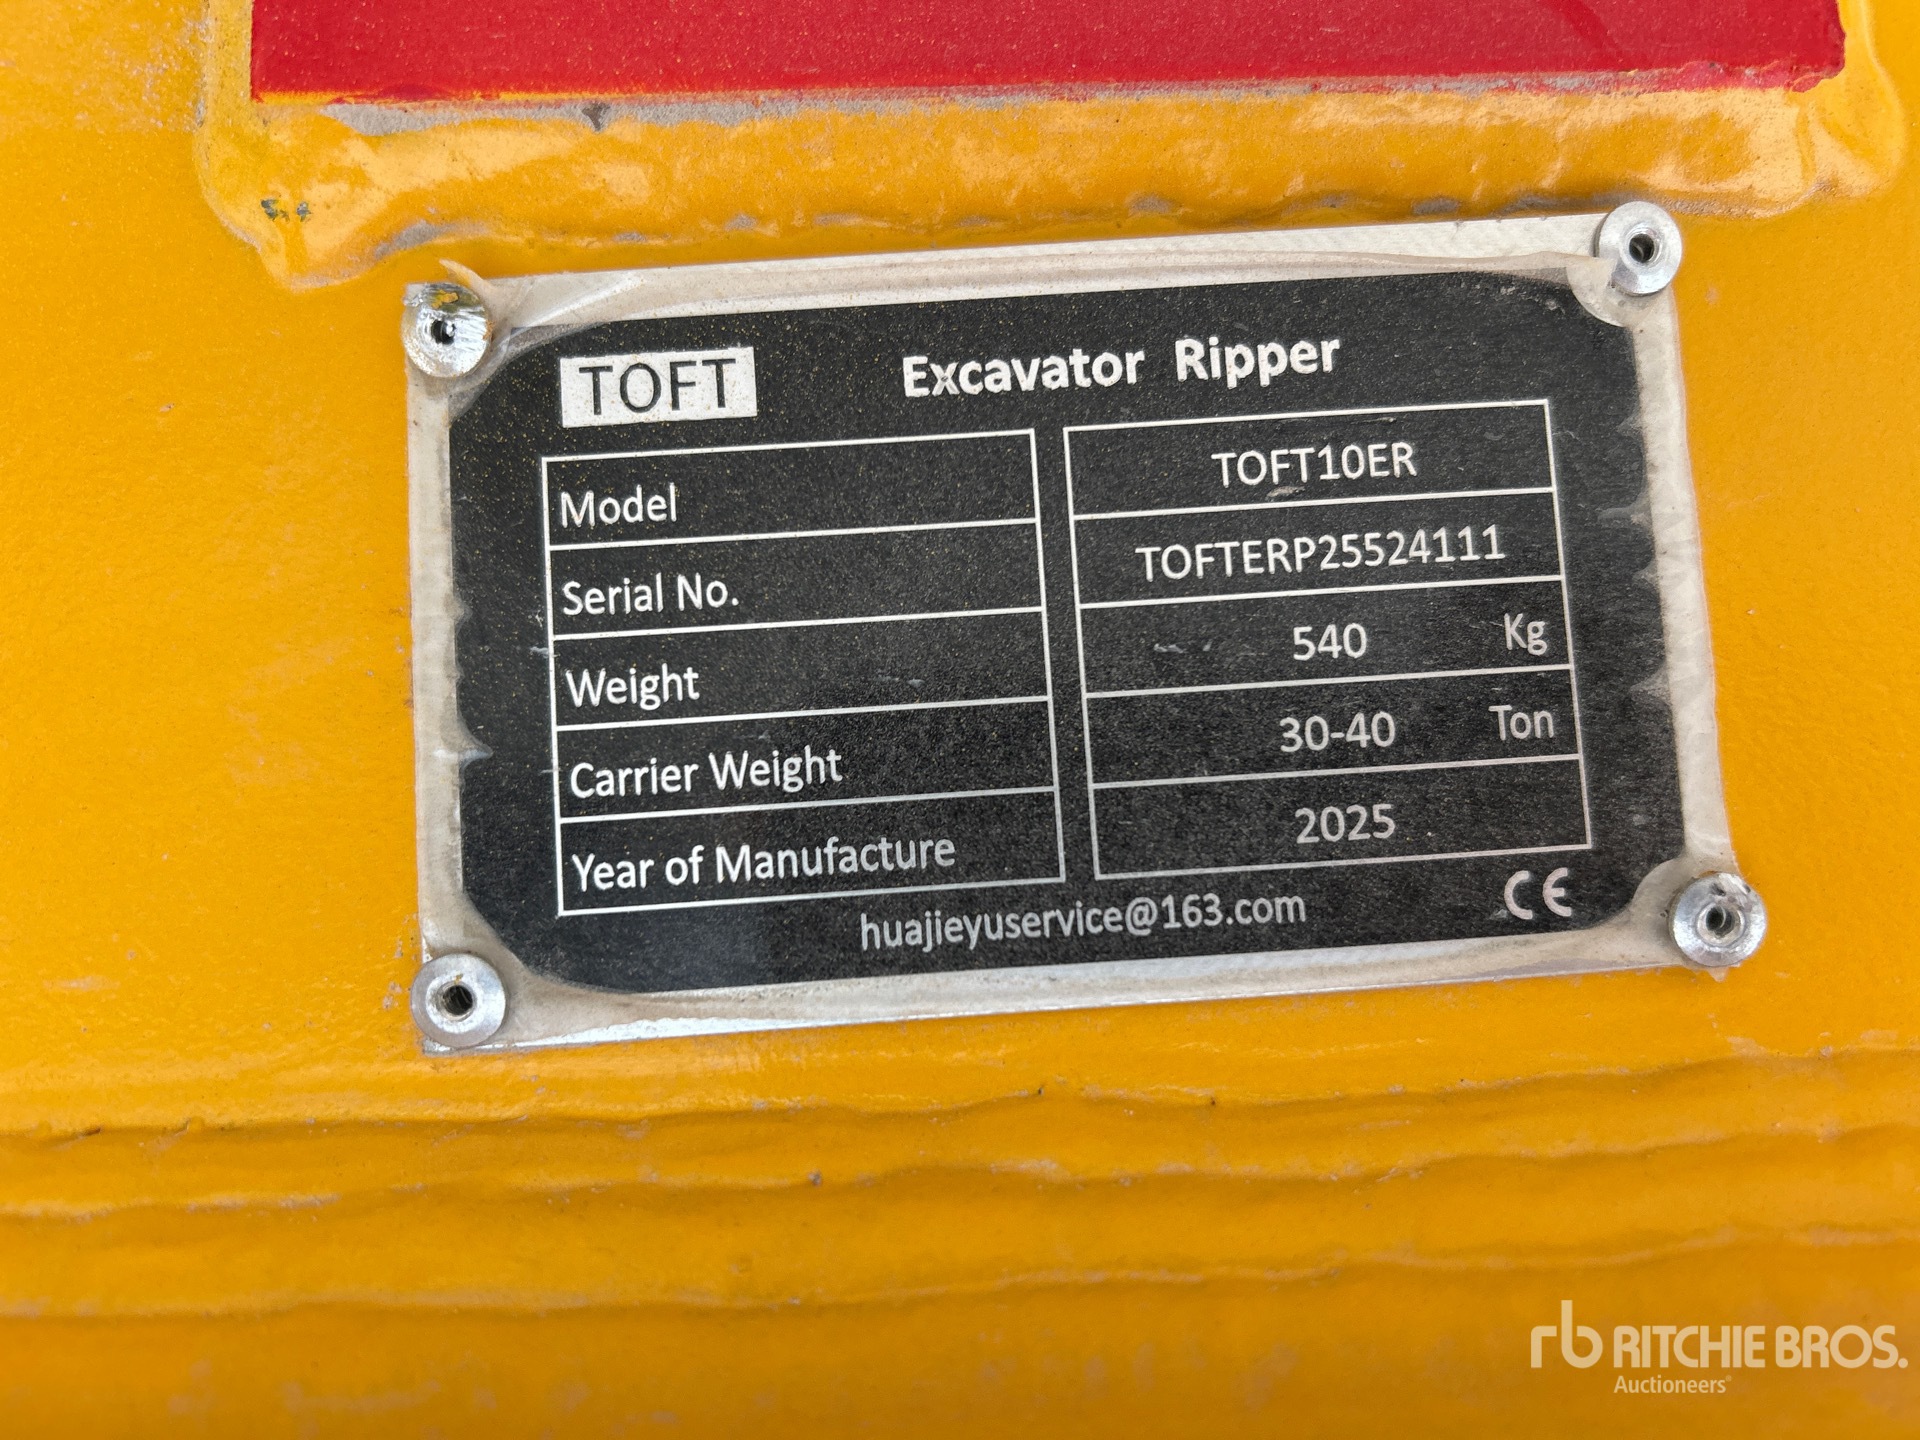 TOFT Excavator Ripper
Model TOFT10ER
Serial No. TOFTERP25524111
Weight 540 Kg
Carrier Weight 30-40 Ton
Year of Manufacture 2025
huajieyuservice@163.com CE
rb RITCHIE BROS.
Auctioneers